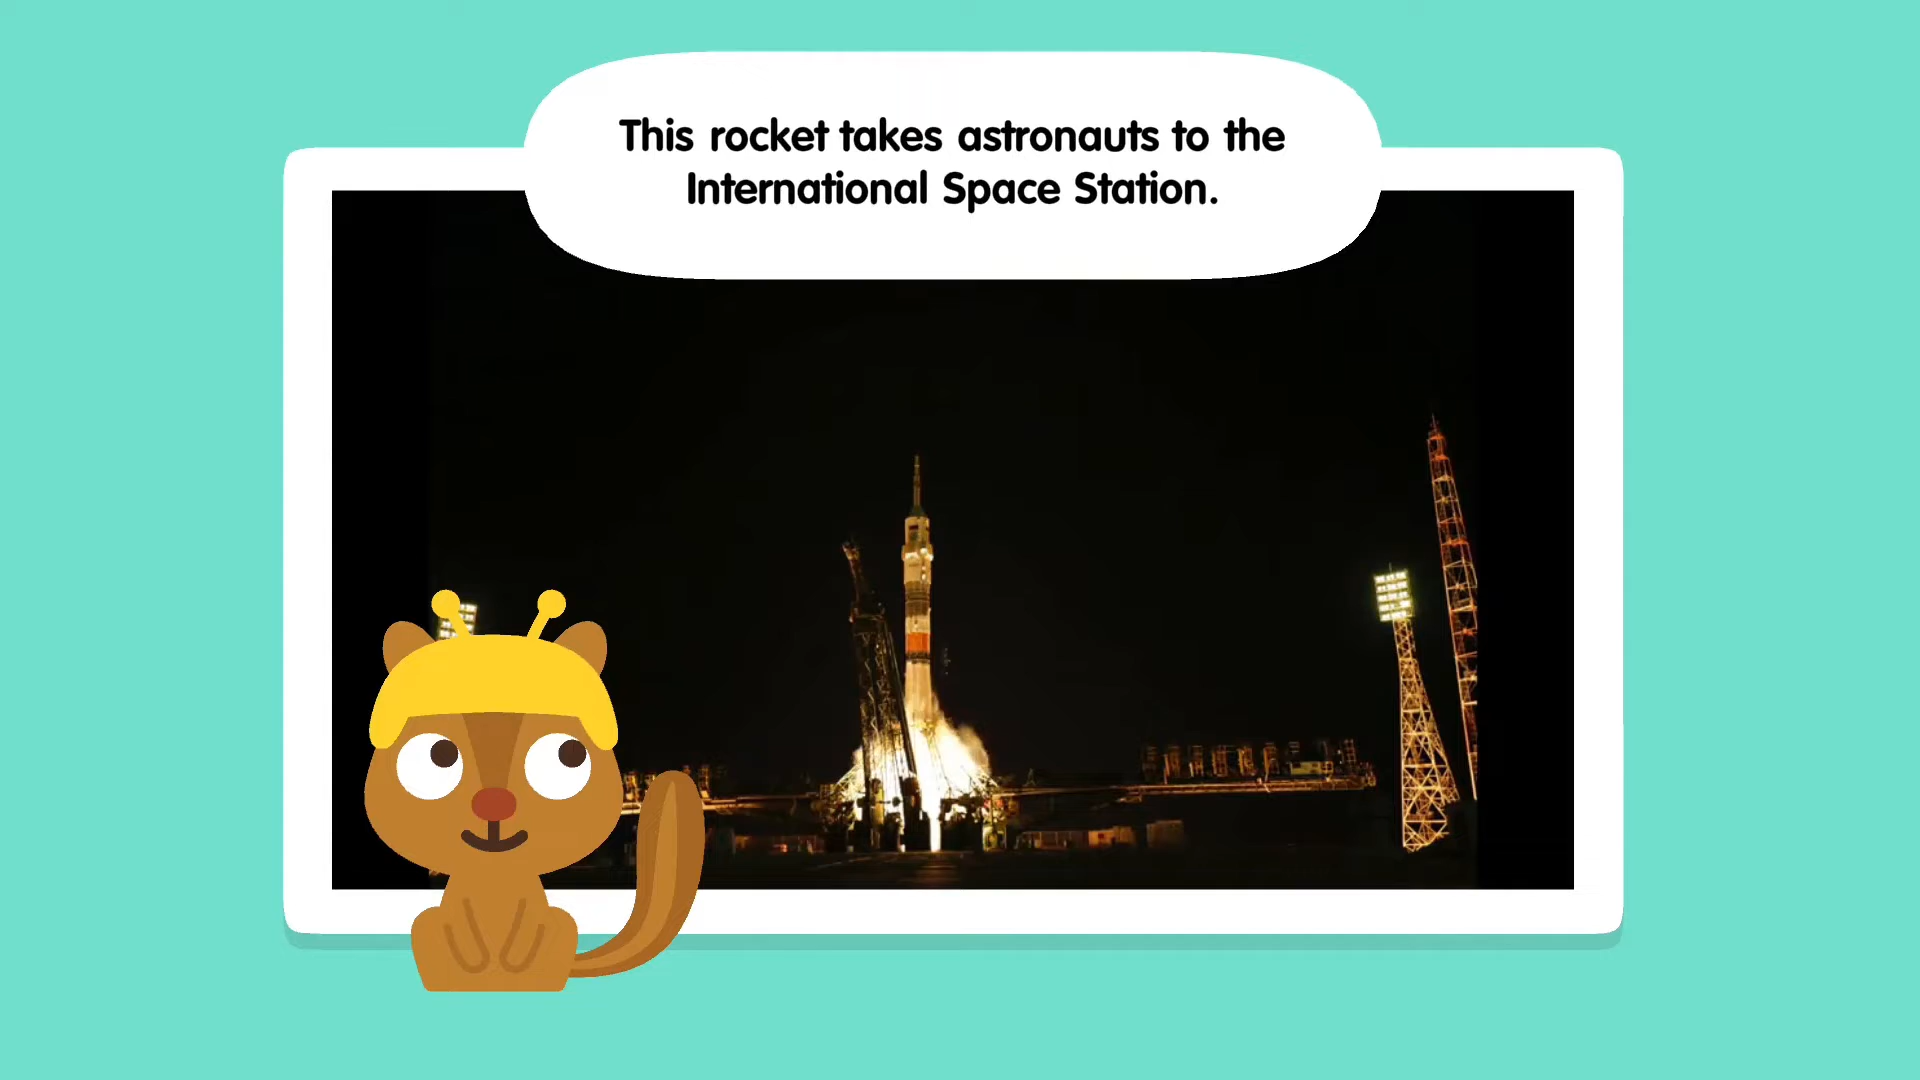 This rocket takes astronauts to the
International Space Station.